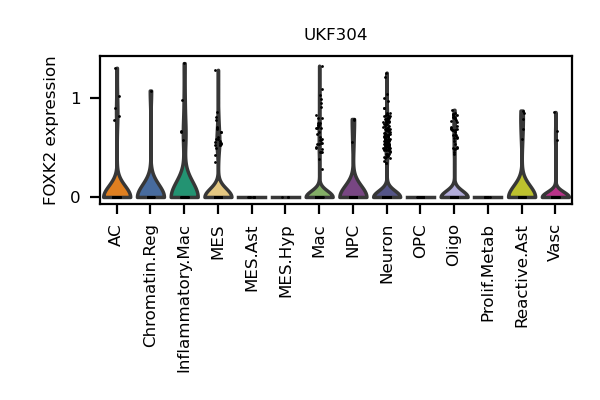 UKF304
FOXK2 expression
1
0
AC
Chromatin.Reg
Inflammatory.Mac
MES
MES.Ast
MES.Hyp
Mac
NPC
Neuron
OPC
Oligo
Prolif.Metab
Reactive.Ast
Vasc